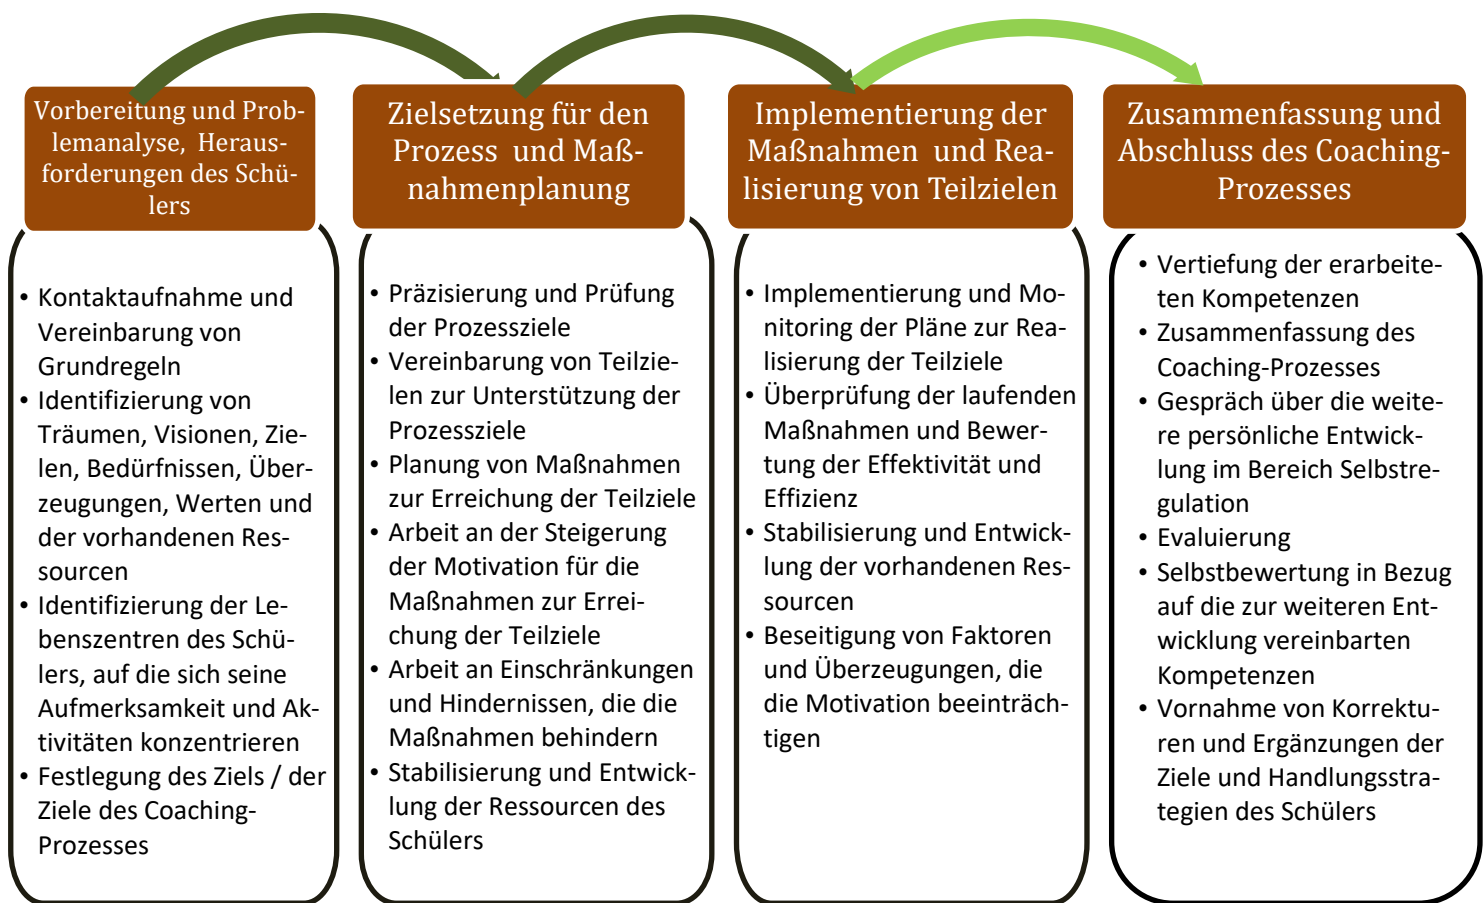 Vorbereitung und Prob-
lemanalyse, Heraus-
forderungen des Schü-
lers
• Kontaktaufnahme und
Vereinbarung von
Grundregeln
• Identifizierung von
Träumen, Visionen, Zie-
len, Bedürfnissen, Über-
zeugungen, Werten und
der vorhandenen Res-
sourcen
• Identifizierung der Le-
benszentren des Schü-
lers, auf die sich seine
Aufmerksamkeit und Ak-
tivitäten konzentrieren
• Festlegung des Ziels / der
Ziele des Coaching-
Prozesses
Zielsetzung für den
Prozess und Maß-
nahmenplanung
• Präzisierung und Prüfung
der Prozessziele
• Vereinbarung von Teilzie-
len zur Unterstützung der
Prozessziele
• Planung von Maßnahmen
zur Erreichung der Teilziele
• Arbeit an der Steigerung
der Motivation für die
Maßnahmen zur Errei-
chung der Teilziele
• Arbeit an Einschränkungen
und Hindernissen, die die
Maßnahmen behindern
• Stabilisierung und Entwick-
lung der Ressourcen des
Schülers
Implementierung der
Maßnahmen und Rea-
lisierung von Teilzielen
• Implementierung und Mo-
nitoring der Pläne zur Rea-
lisierung der Teilziele
• Überprüfung der laufenden
Maßnahmen und Bewer-
tung der Effektivität und
Effizienz
• Stabilisierung und Entwick-
lung der vorhandenen Res-
sourcen
• Beseitigung von Faktoren
und Überzeugungen, die
die Motivation beeinträch-
tigen
Zusammenfassung und
Abschluss des Coaching-
Prozesses
• Vertiefung der erarbeite-
ten Kompetenzen
• Zusammenfassung des
Coaching-Prozesses
• Gespräch über die weite-
re persönliche Entwick-
lung im Bereich Selbstre-
gulation
• Evaluierung
• Selbstbewertung in Bezug
auf die zur weiteren Ent-
wicklung vereinbarten
Kompetenzen
• Vornahme von Korrektu-
ren und Ergänzungen der
Ziele und Handlungsstra-
tegien des Schülers